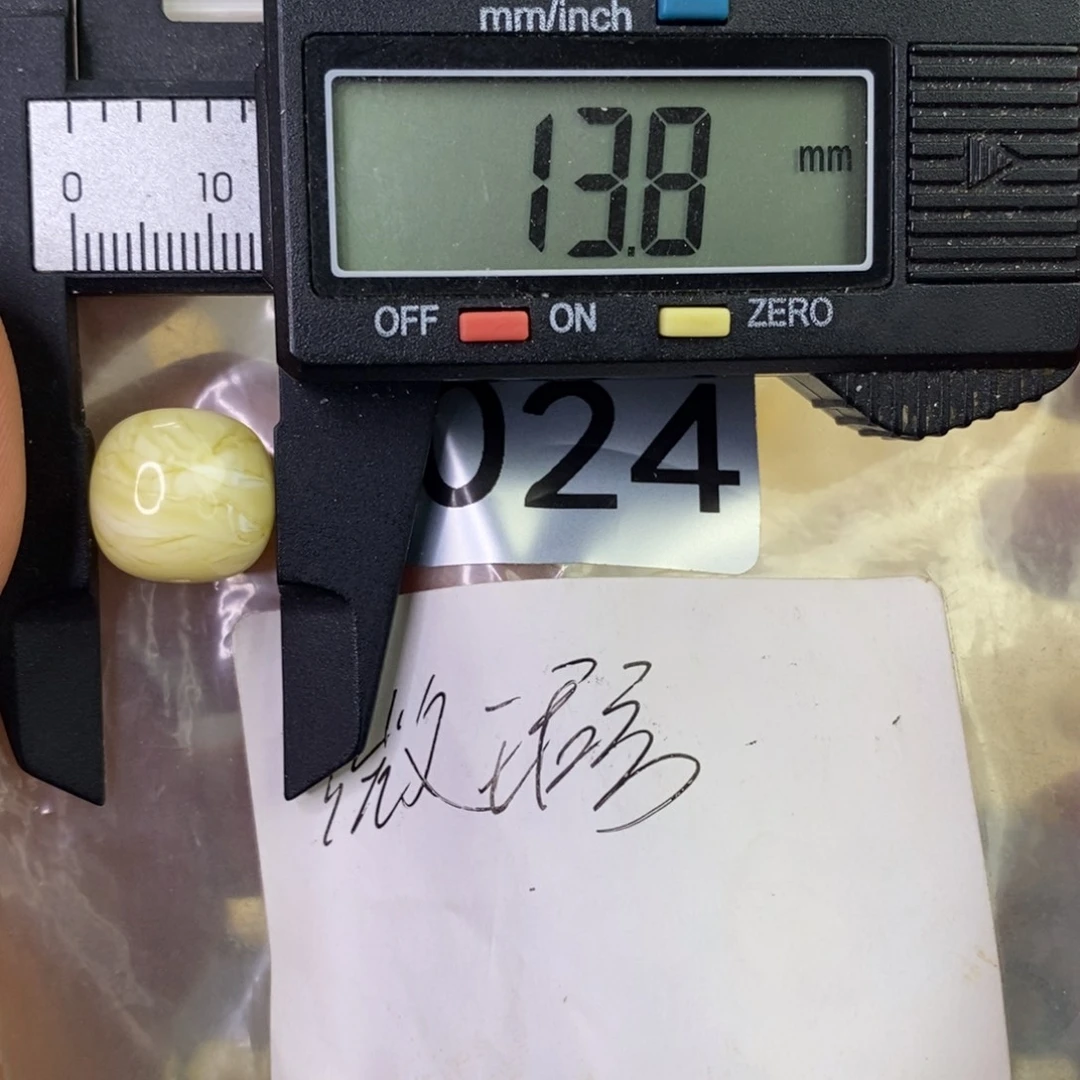 mm/inch
13.8 mm
0 10
OFF ON ZERO
024